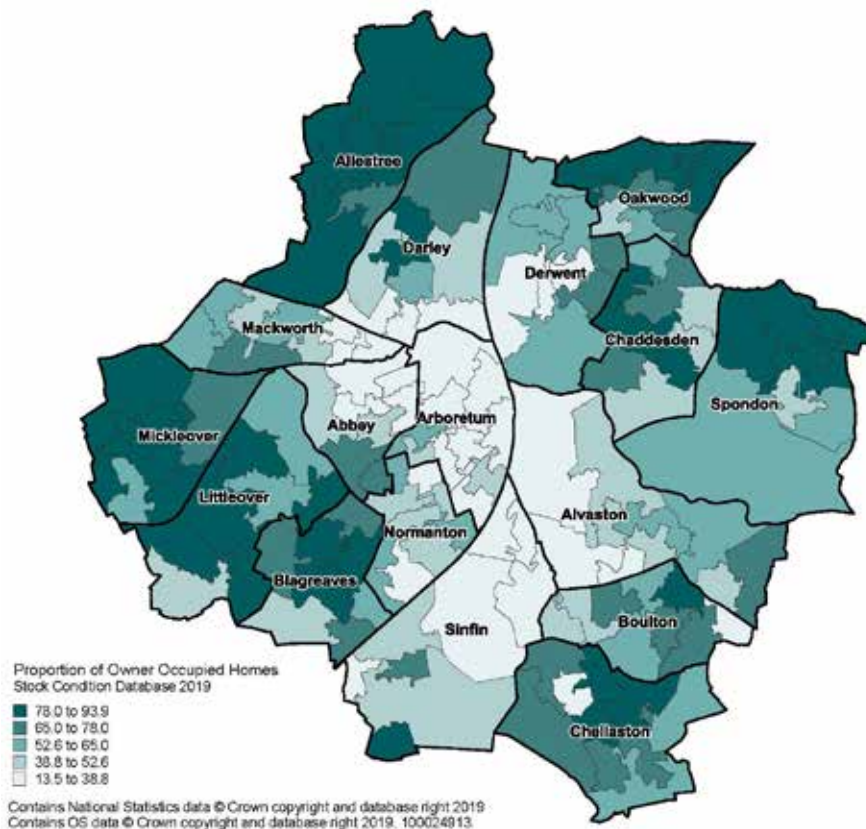 Allestree
Oakwood
Darley
Derwent
Mackworth
Chaddesden
Spondon
Mickleover
Abbey
Arboretum
Littleover
Normanton
Alvaston
Blagreaves
Boulton
Sinfin
Chellaston
Proportion of Owner Occupied Homes
Stock Condition Database 2019
78.0 to 93.9
65.0 to 78.0
52.6 to 65.0
38.8 to 52.6
13.5 to 38.8
Contains National Statistics data © Crown copyright and database right 2019
Contains OS data © Crown copyright and database right 2019. 100024913